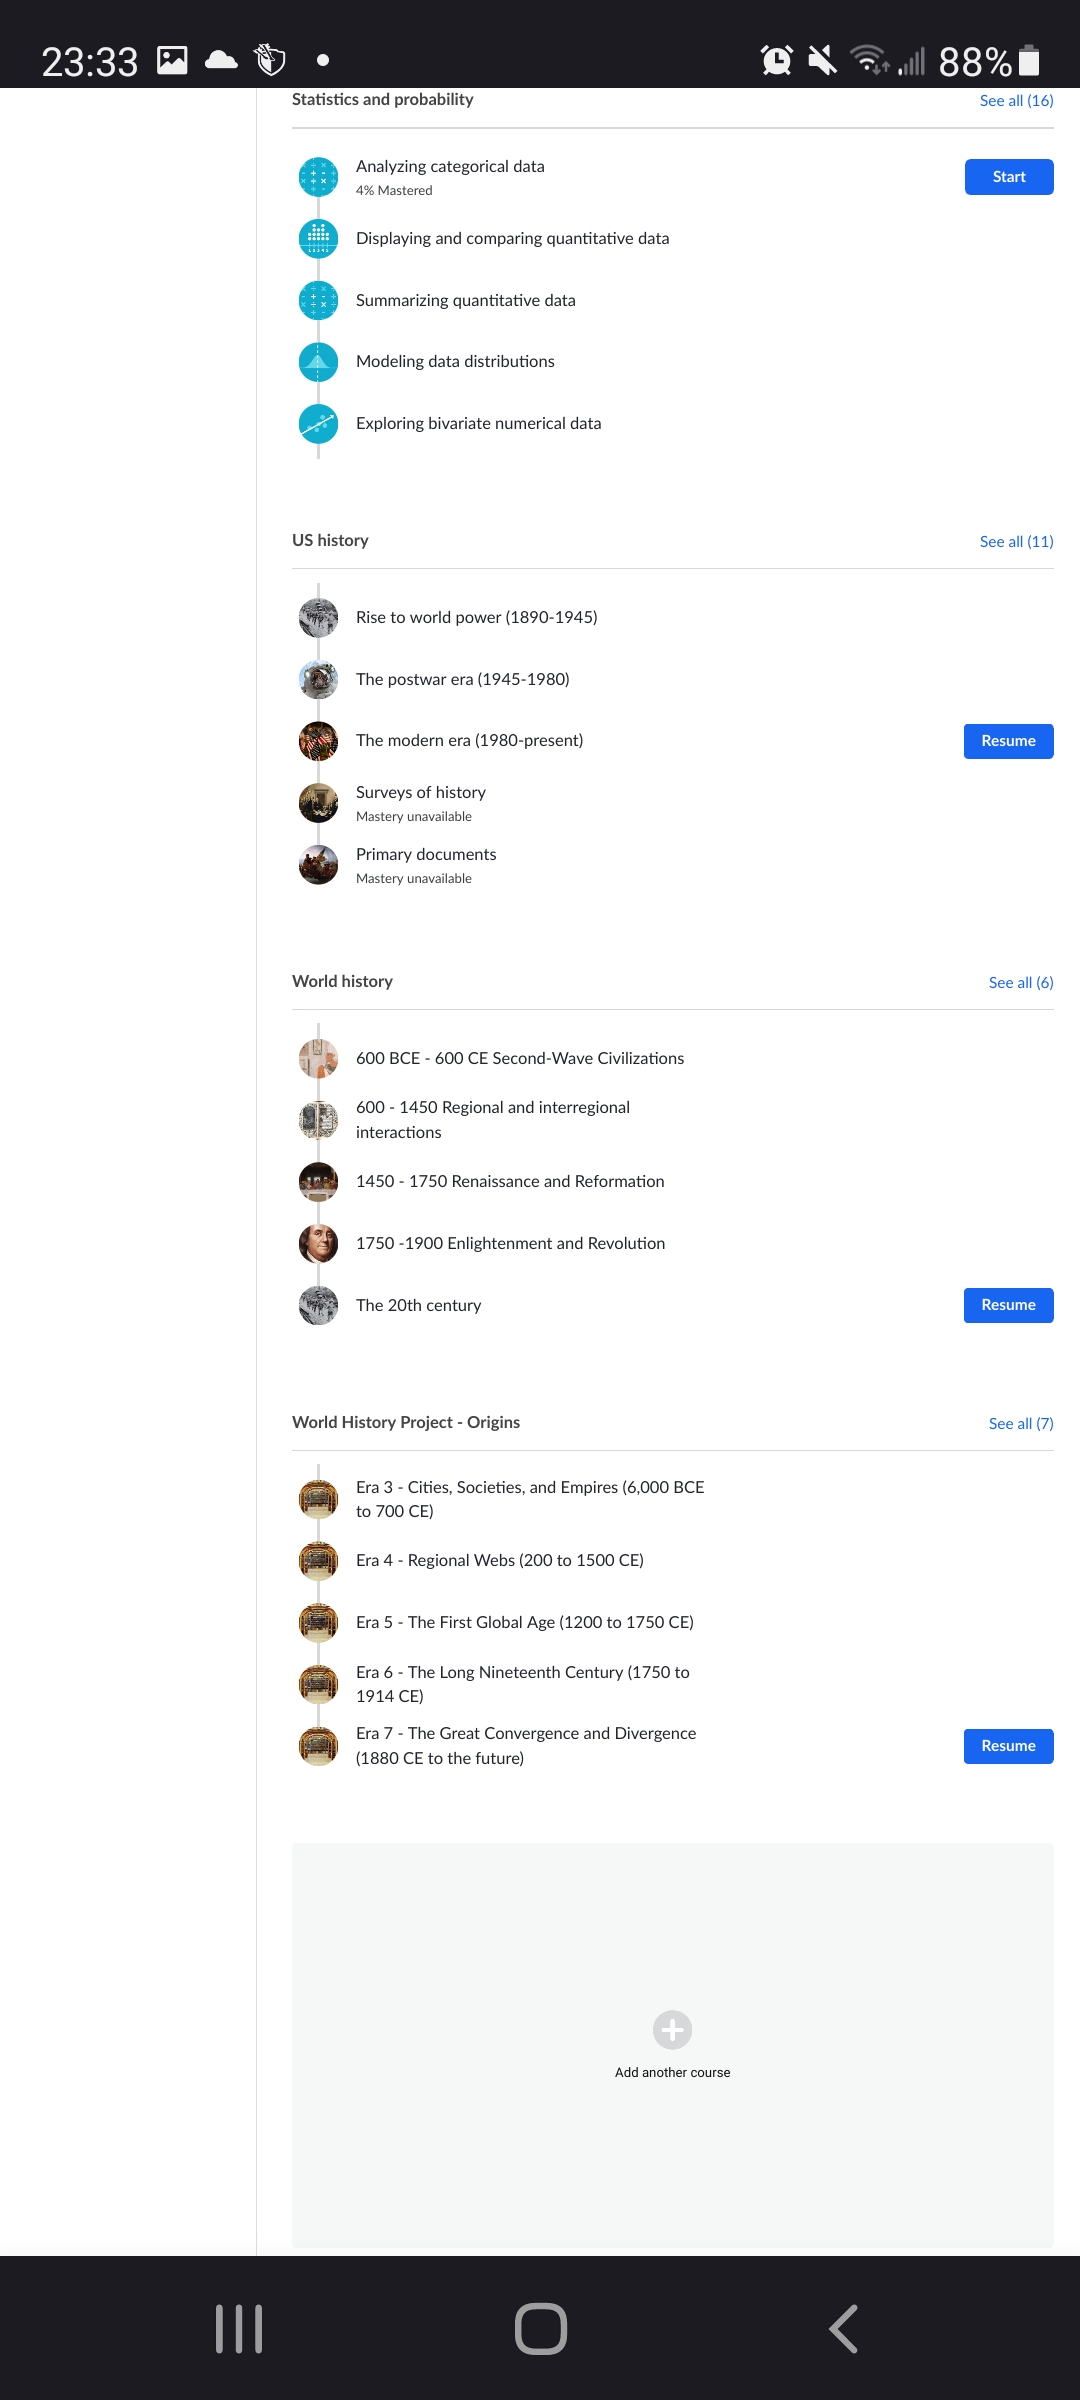 23:33 88%
Statistics and probability See all (16)
Analyzing categorical data
4% Mastered
Start
Displaying and comparing quantitative data
Summarizing quantitative data
Modeling data distributions
Exploring bivariate numerical data
US history See all (11)
Rise to world power (1890-1945)
The postwar era (1945-1980)
The modern era (1980-present) Resume
Surveys of history
Mastery unavailable
Primary documents
Mastery unavailable
World history See all (6)
600 BCE - 600 CE Second-Wave Civilizations
600 - 1450 Regional and interregional
interactions
1450 - 1750 Renaissance and Reformation
1750 -1900 Enlightenment and Revolution
The 20th century Resume
World History Project - Origins See all (7)
Era 3 - Cities, Societies, and Empires (6,000 BCE
to 700 CE)
Era 4 - Regional Webs (200 to 1500 CE)
Era 5 - The First Global Age (1200 to 1750 CE)
Era 6 - The Long Nineteenth Century (1750 to
1914 CE)
Era 7 - The Great Convergence and Divergence
(1880 CE to the future)
Resume
Add another course